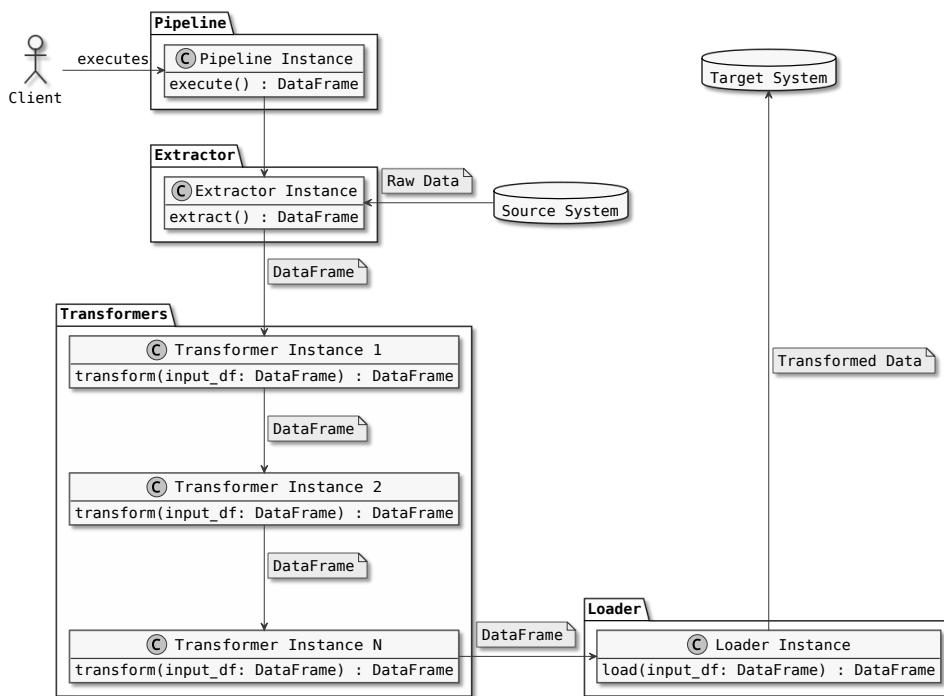 Pipeline
C Pipeline Instance
execute() : DataFrame
executes
Client
Target System
Extractor
C Extractor Instance
extract() : DataFrame
Raw Data
Source System
DataFrame
Transformers
C Transformer Instance 1
transform(input_df: DataFrame) : DataFrame
DataFrame
Transformed Data
C Transformer Instance 2
transform(input_df: DataFrame) : DataFrame
DataFrame
C Transformer Instance N
transform(input_df: DataFrame) : DataFrame
DataFrame
Loader
C Loader Instance
load(input_df: DataFrame) : DataFrame